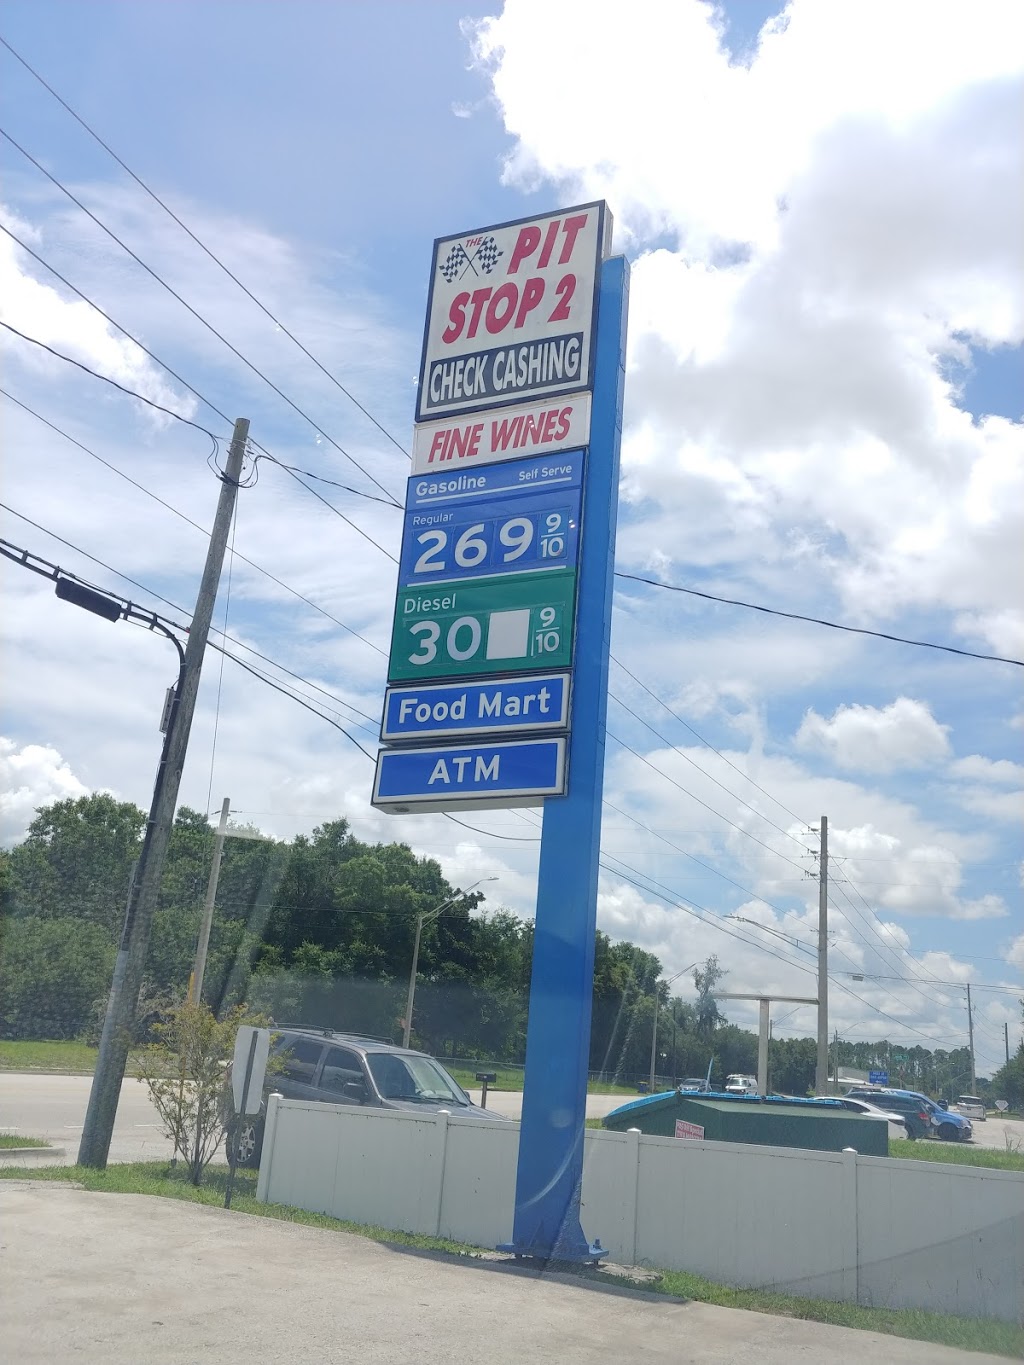 THE PIT
STOP 2
CHECK CASHING
FINE WINES
Gasoline Self Serve
Regular
269 9/10
Diesel
30 9/10
Food Mart
ATM